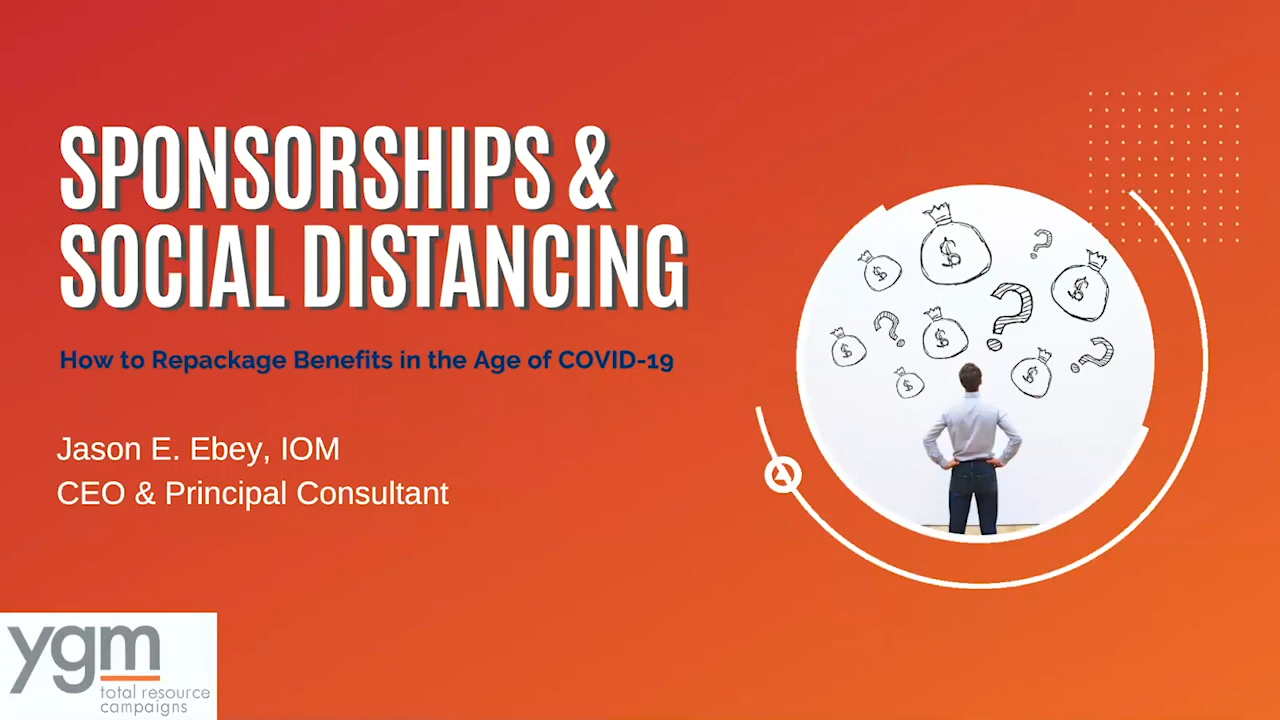 SPONSORSHIPS &
SOCIAL DISTANCING
How to Repackage Benefits in the Age of COVID-19
Jason E. Ebey, IOM
CEO & Principal Consultant
ygm
total resource
campaigns